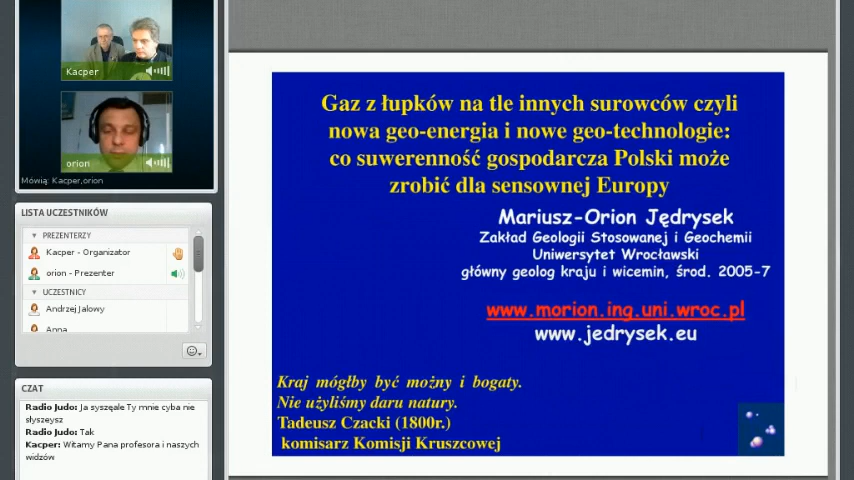 Kacper
orion
Mówią: Kacper,orion
LISTA UCZESTNIKÓW
PREZENTERZY
Kacper - Organizator
orion - Prezenter
UCZESTNICY
Andrzej Jalowy
Anna
CZAT
Radio Judo: Ja syszęale Ty mnie cyba nie
słyszeysz
Radio Judo: Tak
Kacper: Witamy Pana profesora i naszych
widzów
Gaz z łupków na tle innych surowców czyli
nowa geo-energia i nowe geo-technologie:
co suwerenność gospodarcza Polski może
zrobić dla sensownej Europy
Mariusz-Orion Jędrysek
Zakład Geologii Stosowanej i Geochemii
Uniwersytet Wrocławski
główny geolog kraju i wicemin, środ. 2005-7
www.morion.ing.uni.wroc.pl
www.jedrysek.eu
Kraj mógłby być możny i bogaty.
Nie użyliśmy daru natury.
Tadeusz Czacki (1800r.)
komisarz Komisji Kruszcowej